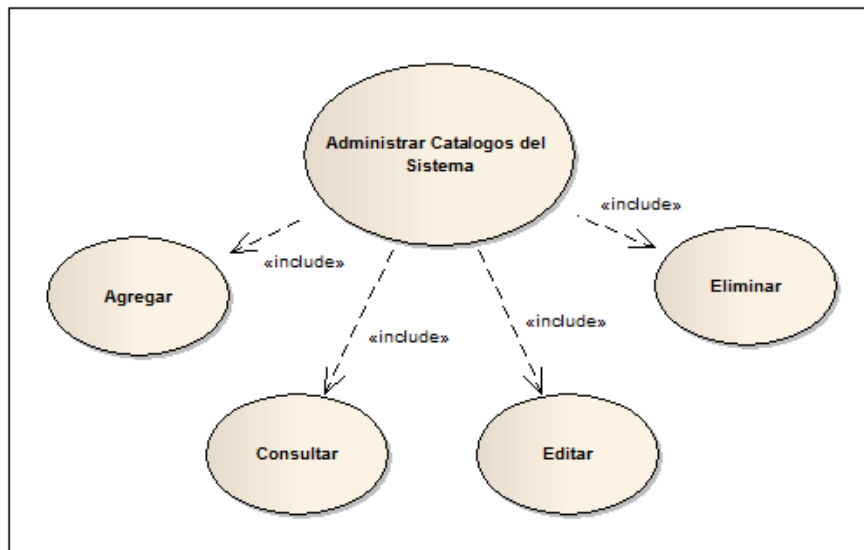 Administrar Catalogos del
Sistema
«include»
«include»
Agregar
Eliminar
«include»
«include»
Consultar
Editar